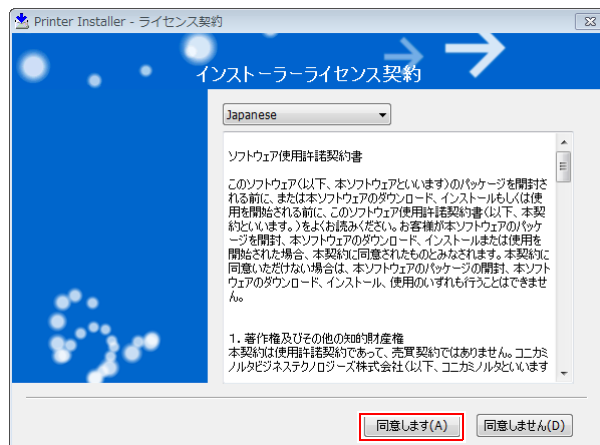 Printer Installer - ライセンス契約
インストーラーライセンス契約
Japanese
ソフトウェア使用許諾契約書
このソフトウェア(以下、本ソフトウェアといいます)のパッケージを開封さ
れる前に、または本ソフトウェアのダウンロード、インストールもしくは使
用を開始される前に、このソフトウェア使用許諾契約書(以下、本契
約といいます。)をよくお読みください。お客様が本ソフトウェアのパッケ
ージを開封、本ソフトウェアのダウンロード、インストールまたは使用を
開始された場合、本契約に同意されたものとみなされます。本契約に
同意いただけない場合は、本ソフトウェアのパッケージの開封、本ソフト
ウェアのダウンロード、インストール、使用のいずれも行うことはできませ
ん。
1. 著作権及びその他の知的財産権
本契約は使用許諾契約であって、売買契約ではありません。コニカミ
ノルタビジネステクノロジーズ株式会社(以下、コニカミノルタといいます
同意します(A)
同意しません(D)